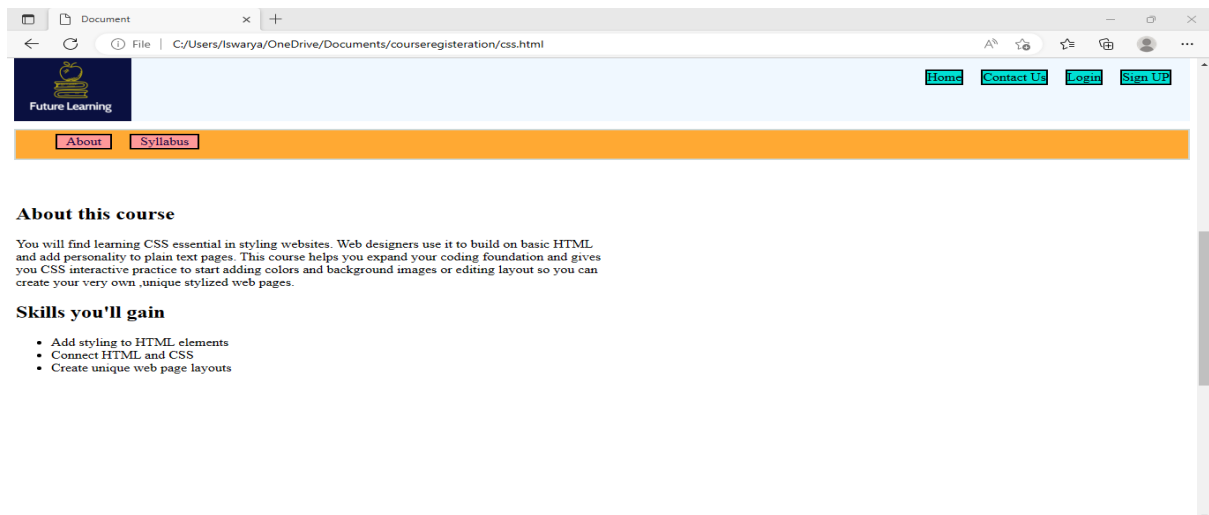 Document
File | C:/Users/Iswarya/OneDrive/Documents/courseregisteration/css.html
Future Learning
Home Contact Us Login Sign UP
About Syllabus
About this course
You will find learning CSS essential in styling websites. Web designers use it to build on basic HTML
and add personality to plain text pages. This course helps you expand your coding foundation and gives
you CSS interactive practice to start adding colors and background images or editing layout so you can
create your very own ,unique stylized web pages.
Skills you'll gain
• Add styling to HTML elements
• Connect HTML and CSS
• Create unique web page layouts